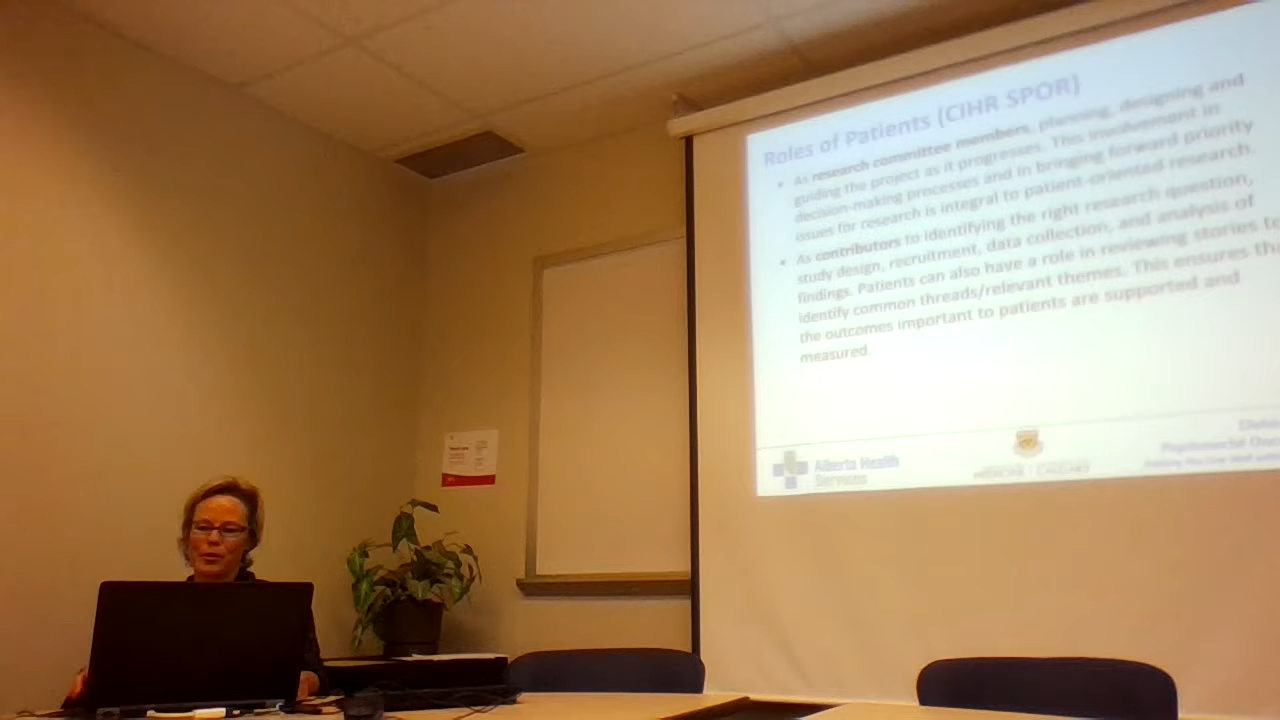 Roles of Patients (CIHR SPOR)
• As research committee members, planning, designing and
guiding the project as it progresses. This involvement in
decision-making processes and in bringing forward priority
issues for research is integral to patient-oriented research.
• As contributors to identifying the right research question,
study design, recruitment, data collection, and analysis of
findings. Patients can also have a role in reviewing stories to
identify common threads/relevant themes. This ensures
the outcomes important to patients are supported and
measured.
Alberta Health
Services
MEDICINE | CALGARY
Psychosocial